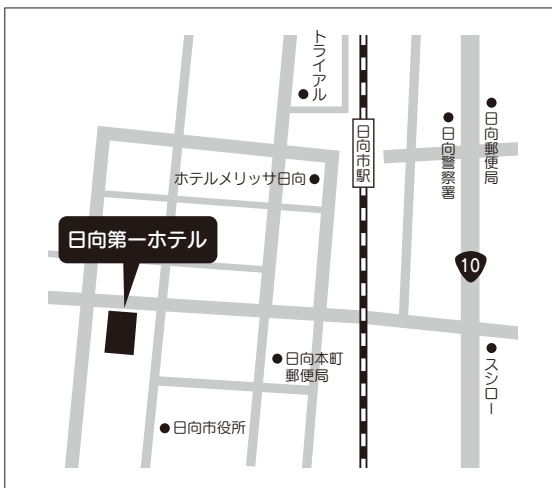 トライアル
日向市駅
日向警察署
日向郵便局
ホテルメリッサ日向
日向第一ホテル
10
日向本町
郵便局
スシロー
日向市役所